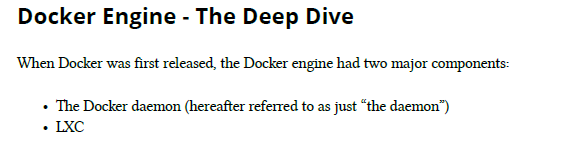 Docker Engine - The Deep Dive
When Docker was first released, the Docker engine had two major components:
• The Docker daemon (hereafter referred to as just “the daemon”)
• LXC